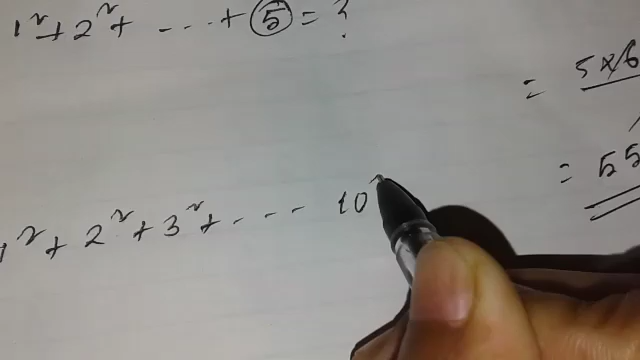 1² + 2² + ---- + 5 = ?
= 5×6
= 55
1² + 2² + 3² + ---- 10²